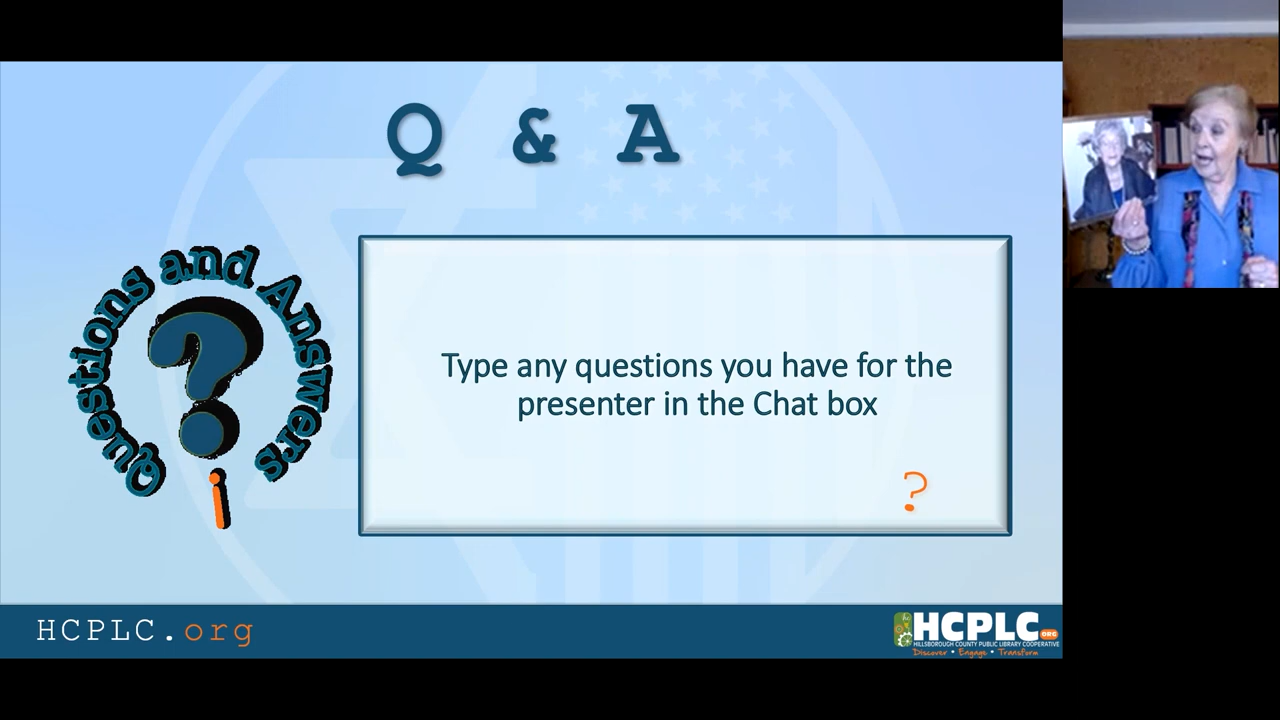 Q & A
Questions and Answers
?
¡
Type any questions you have for the
presenter in the Chat box
?
HCPLC.org
HCPLC.ORG
HILLSBOROUGH COUNTY PUBLIC LIBRARY COOPERATIVE
Discover • Engage • Transform